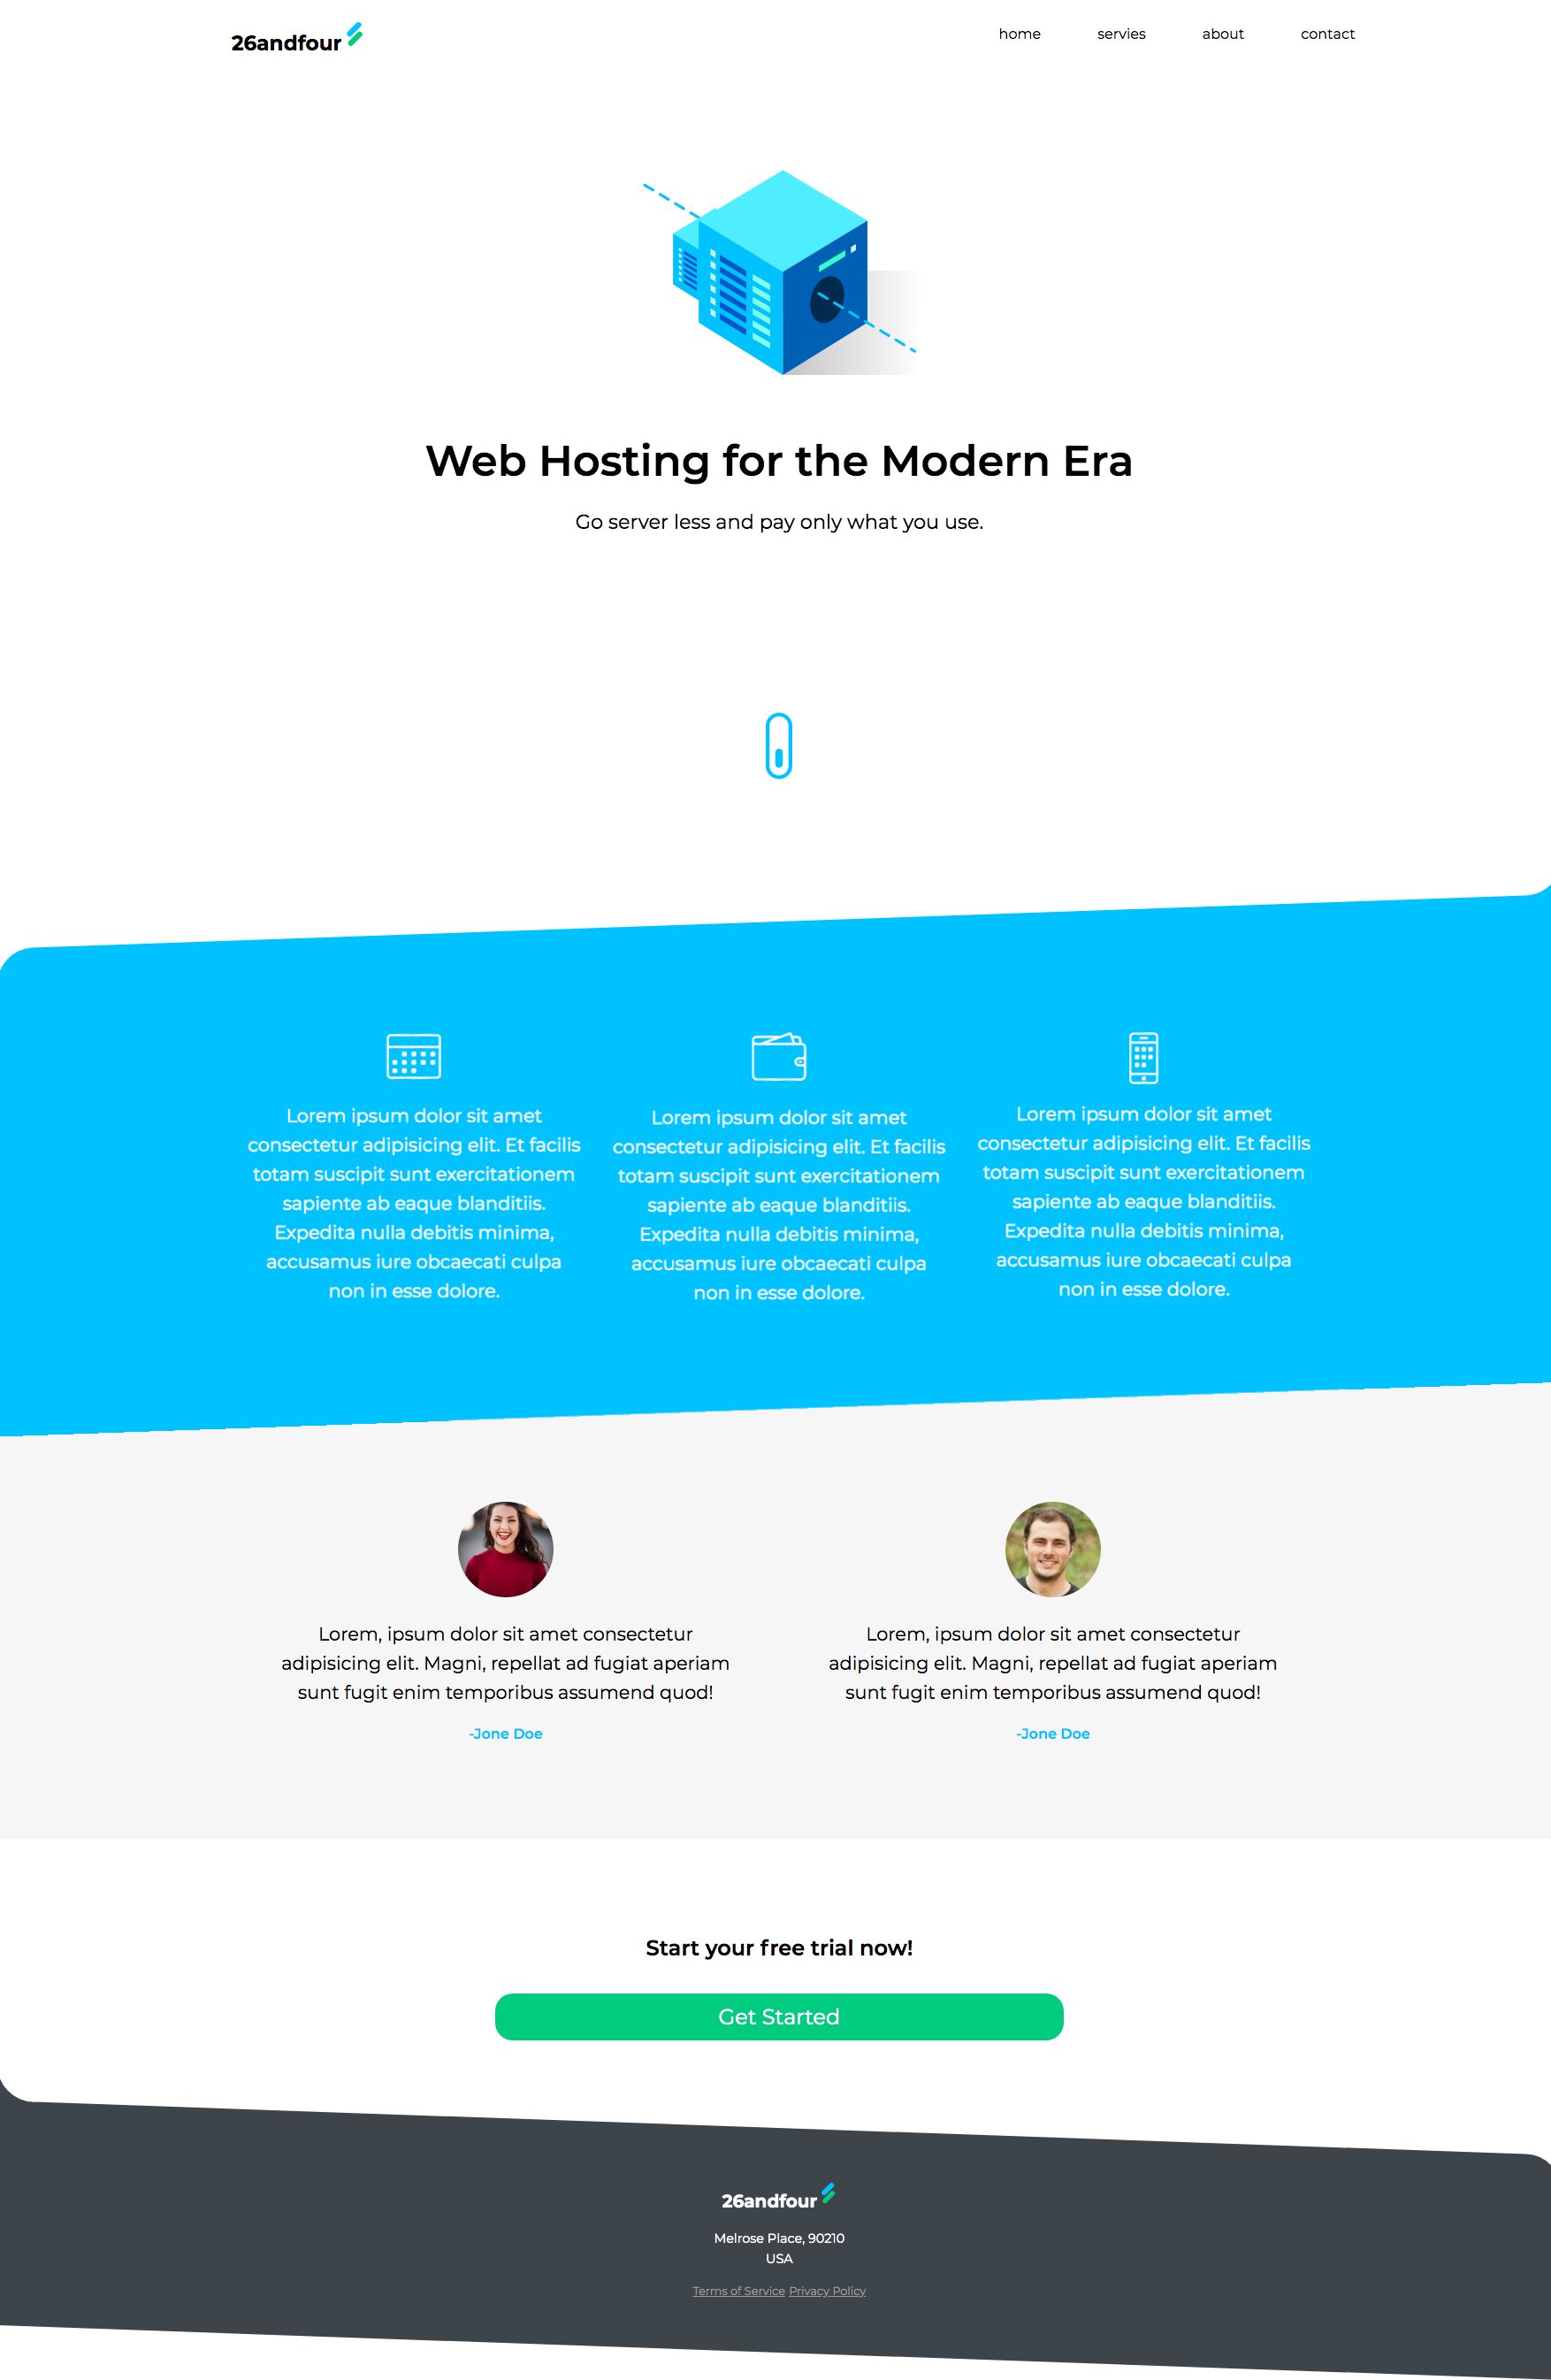 26andfour
home servies about contact
Web Hosting for the Modern Era
Go server less and pay only what you use.
Lorem ipsum dolor sit amet
consectetur adipisicing elit. Et facilis
totam suscipit sunt exercitationem
sapiente ab eaque blanditiis.
Expedita nulla debitis minima,
accusamus iure obcaecati culpa
non in esse dolore.
Lorem ipsum dolor sit amet
consectetur adipisicing elit. Et facilis
totam suscipit sunt exercitationem
sapiente ab eaque blanditiis.
Expedita nulla debitis minima,
accusamus iure obcaecati culpa
non in esse dolore.
Lorem ipsum dolor sit amet
consectetur adipisicing elit. Et facilis
totam suscipit sunt exercitationem
sapiente ab eaque blanditiis.
Expedita nulla debitis minima,
accusamus iure obcaecati culpa
non in esse dolore.
Lorem, ipsum dolor sit amet consectetur
adipisicing elit. Magni, repellat ad fugiat aperiam
sunt fugit enim temporibus assumend quod!
-Jone Doe
Lorem, ipsum dolor sit amet consectetur
adipisicing elit. Magni, repellat ad fugiat aperiam
sunt fugit enim temporibus assumend quod!
-Jone Doe
Start your free trial now!
Get Started
26andfour
Melrose Place, 90210
USA
Terms of Service Privacy Policy